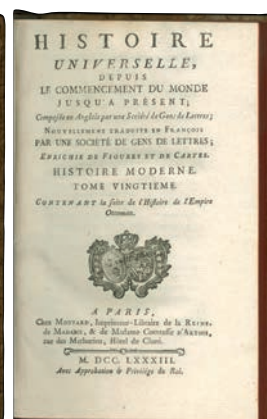 HISTOIRE
UNIVERSELLE,
DEPUIS
LE COMMENCEMENT DU MONDE
JUSQU'A PRÉSENT;
Composée en Anglois par une Société de Gens de Lettres;
NOUVELLEMENT TRADUITE EN FRANÇOIS
PAR UNE SOCIÉTÉ DE GENS DE LETTRES;
ENRICHIE DE FIGURES ET DE CARTES.
HISTOIRE MODERNE.
TOME VINGTIEME.
CONTENANT la suite de l'Histoire de l'Empire
Ottoman.
A PARIS,
Chez MOUTARD, Imprimeur-Libraire de la REINE,
de MADAME, & de Madame Comtesse D'ARTOIS,
rue des Mathurins, Hôtel de Cluni.
M. DCC. LXXXIII.
Avec Approbation & Privilége du Roi.